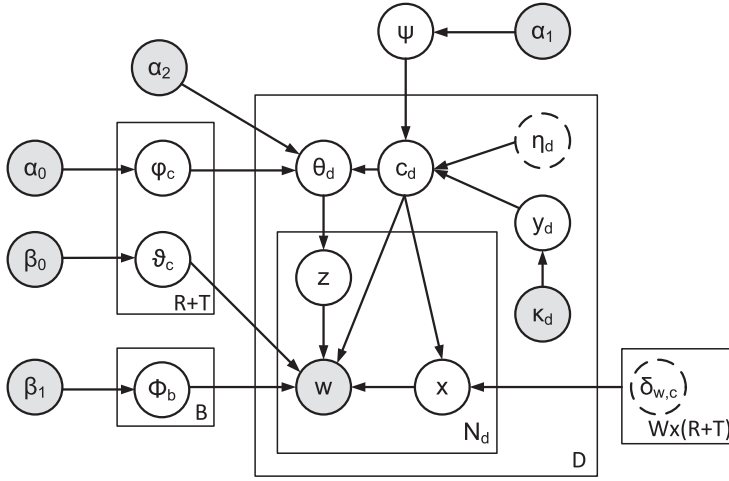 ψ
α₁
α₂
α₀
φ_c
θ_d
c_d
η_d
y_d
β₀
ϑ_c
z
R+T
κ_d
β₁
Φ_b
w
x
δ_w,c
B
N_d
Wx(R+T)
D